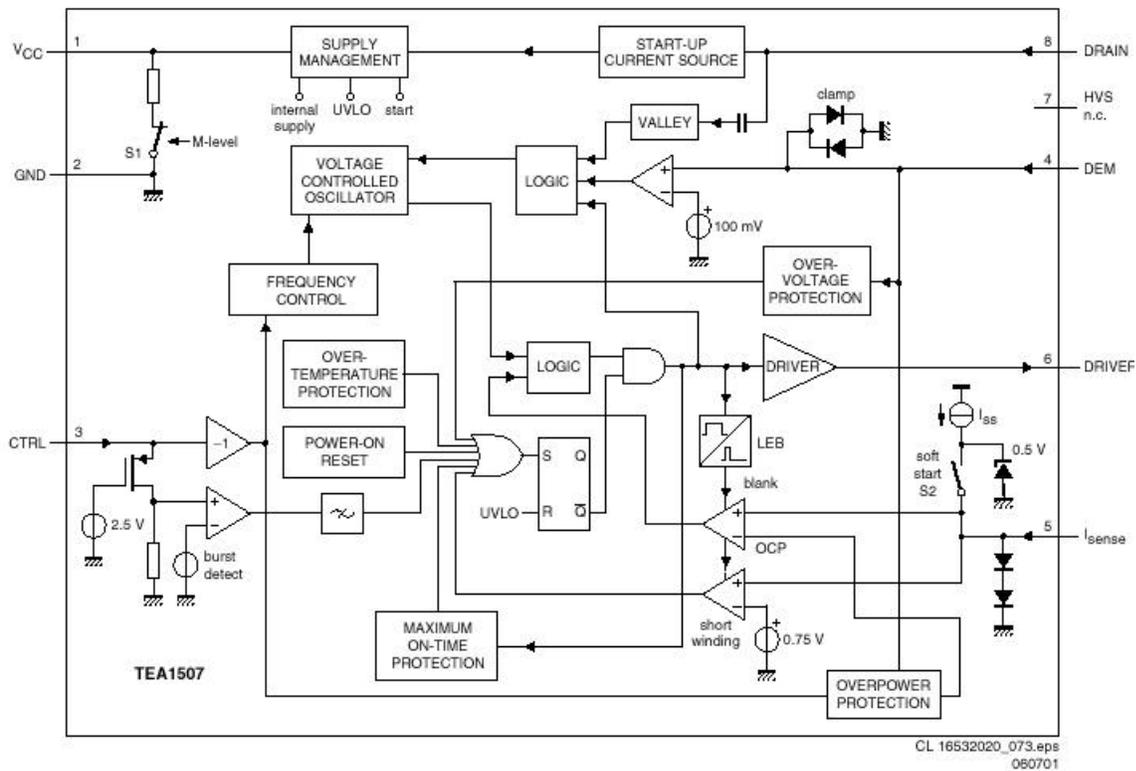 1
VCC
SUPPLY
MANAGEMENT
START-UP
CURRENT SOURCE
8
DRAIN
internal
supply
UVLO
start
clamp
7
HVS
n.c.
VALLEY
S1
M-level
2
GND
VOLTAGE
CONTROLLED
OSCILLATOR
LOGIC
+
−
4
DEM
+
100 mV
OVER-
VOLTAGE
PROTECTION
FREQUENCY
CONTROL
OVER-
TEMPERATURE
PROTECTION
LOGIC
DRIVER
6
DRIVER
Iss
LEB
0.5 V
soft
start
S2
3
CTRL
−1
POWER-ON
RESET
S
Q
R
Q
UVLO
blank
+
−
OCP
5
Isense
2.5 V
+
−
burst
detect
+
−
short
winding
+
0.75 V
MAXIMUM
ON-TIME
PROTECTION
TEA1507
OVERPOWER
PROTECTION
CL 16532020_073.eps
060701